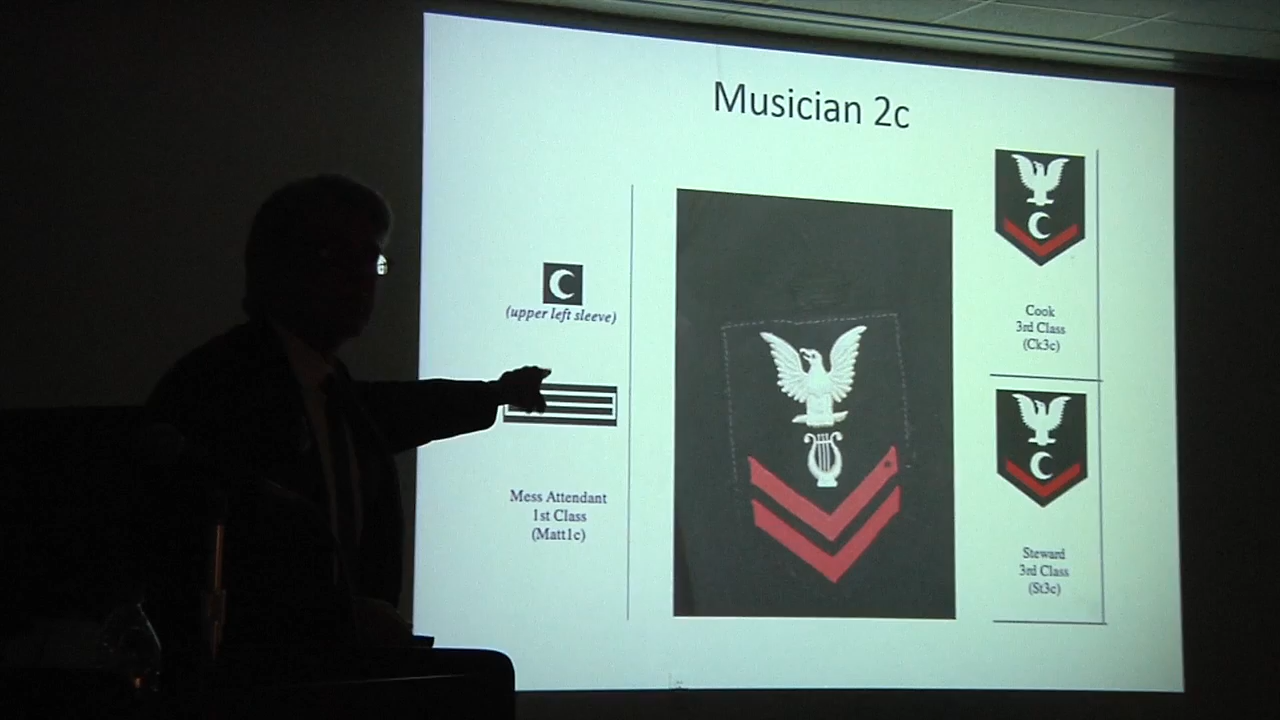 Musician 2c
(upper left sleeve)
Mess Attendant
1st Class
(Matt1c)
Cook
3rd Class
(Ck3c)
Steward
3rd Class
(St3c)